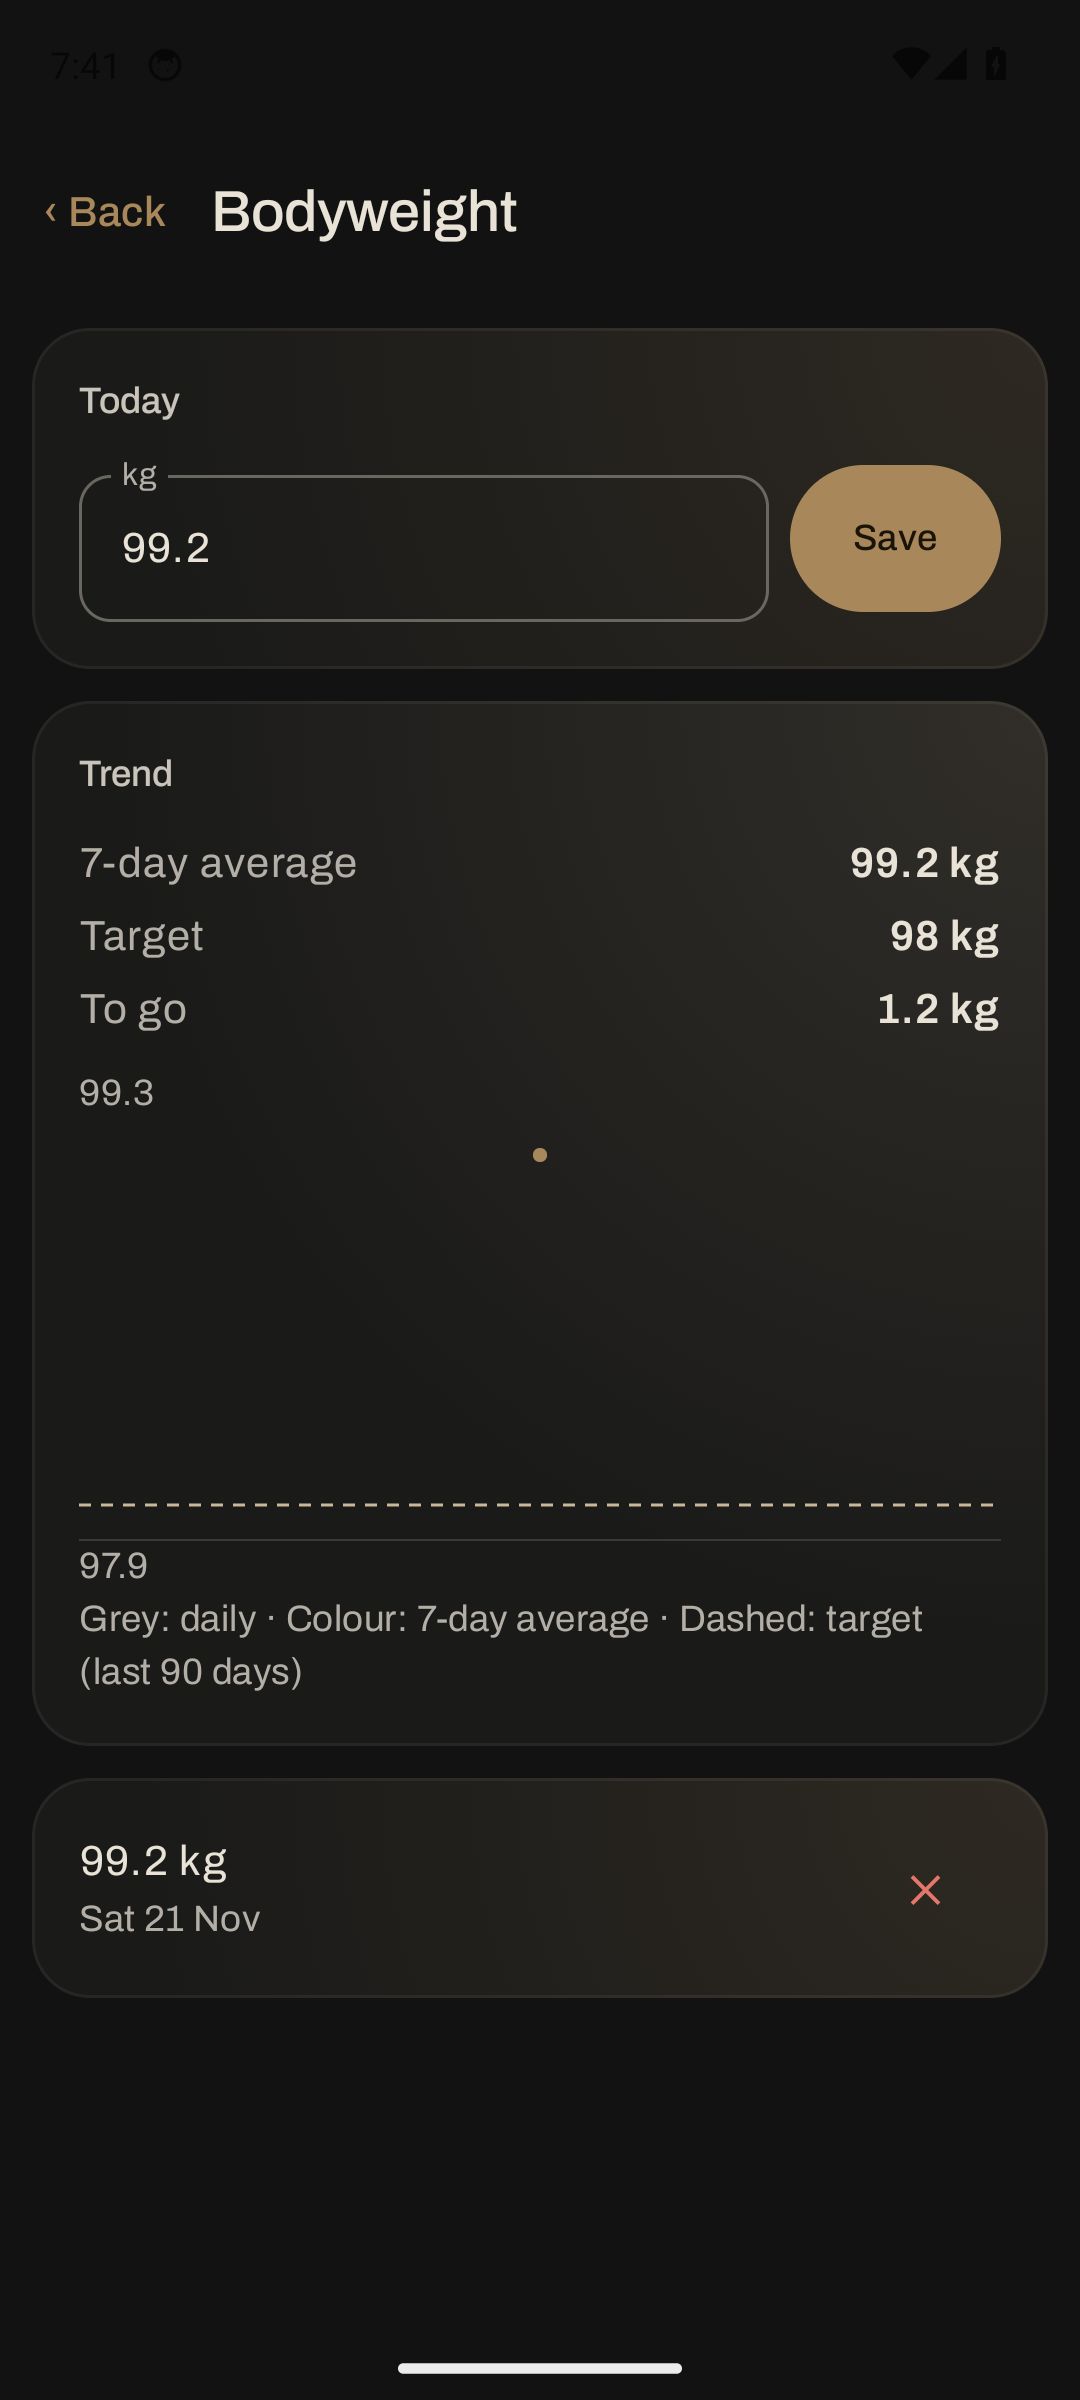 7:41
‹ Back Bodyweight
Today
kg
99.2
Save
Trend
7-day average 99.2 kg
Target 98 kg
To go 1.2 kg
99.3
97.9
Grey: daily · Colour: 7-day average · Dashed: target
(last 90 days)
99.2 kg
Sat 21 Nov